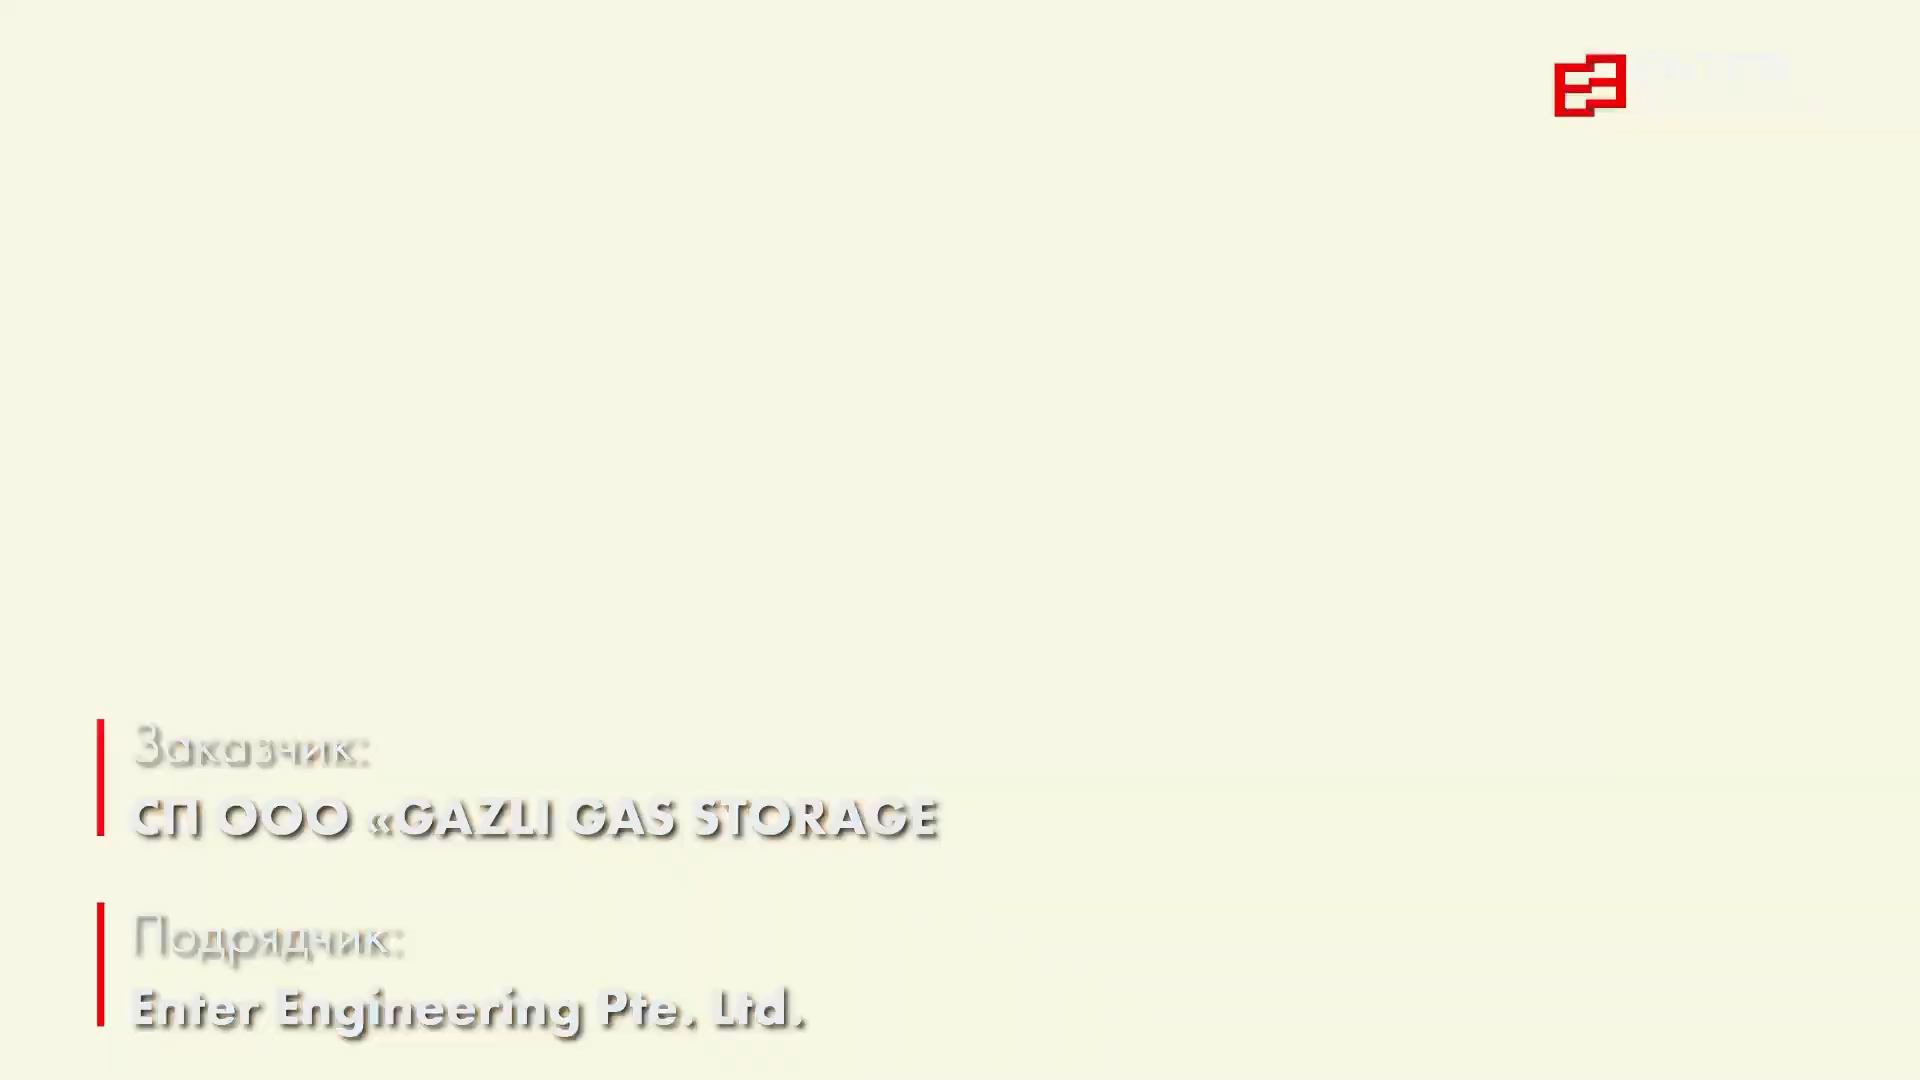 Заказчик:
СП ООО «GAZLI GAS STORAGE
Подрядчик:
Enter Engineering Pte. Ltd.